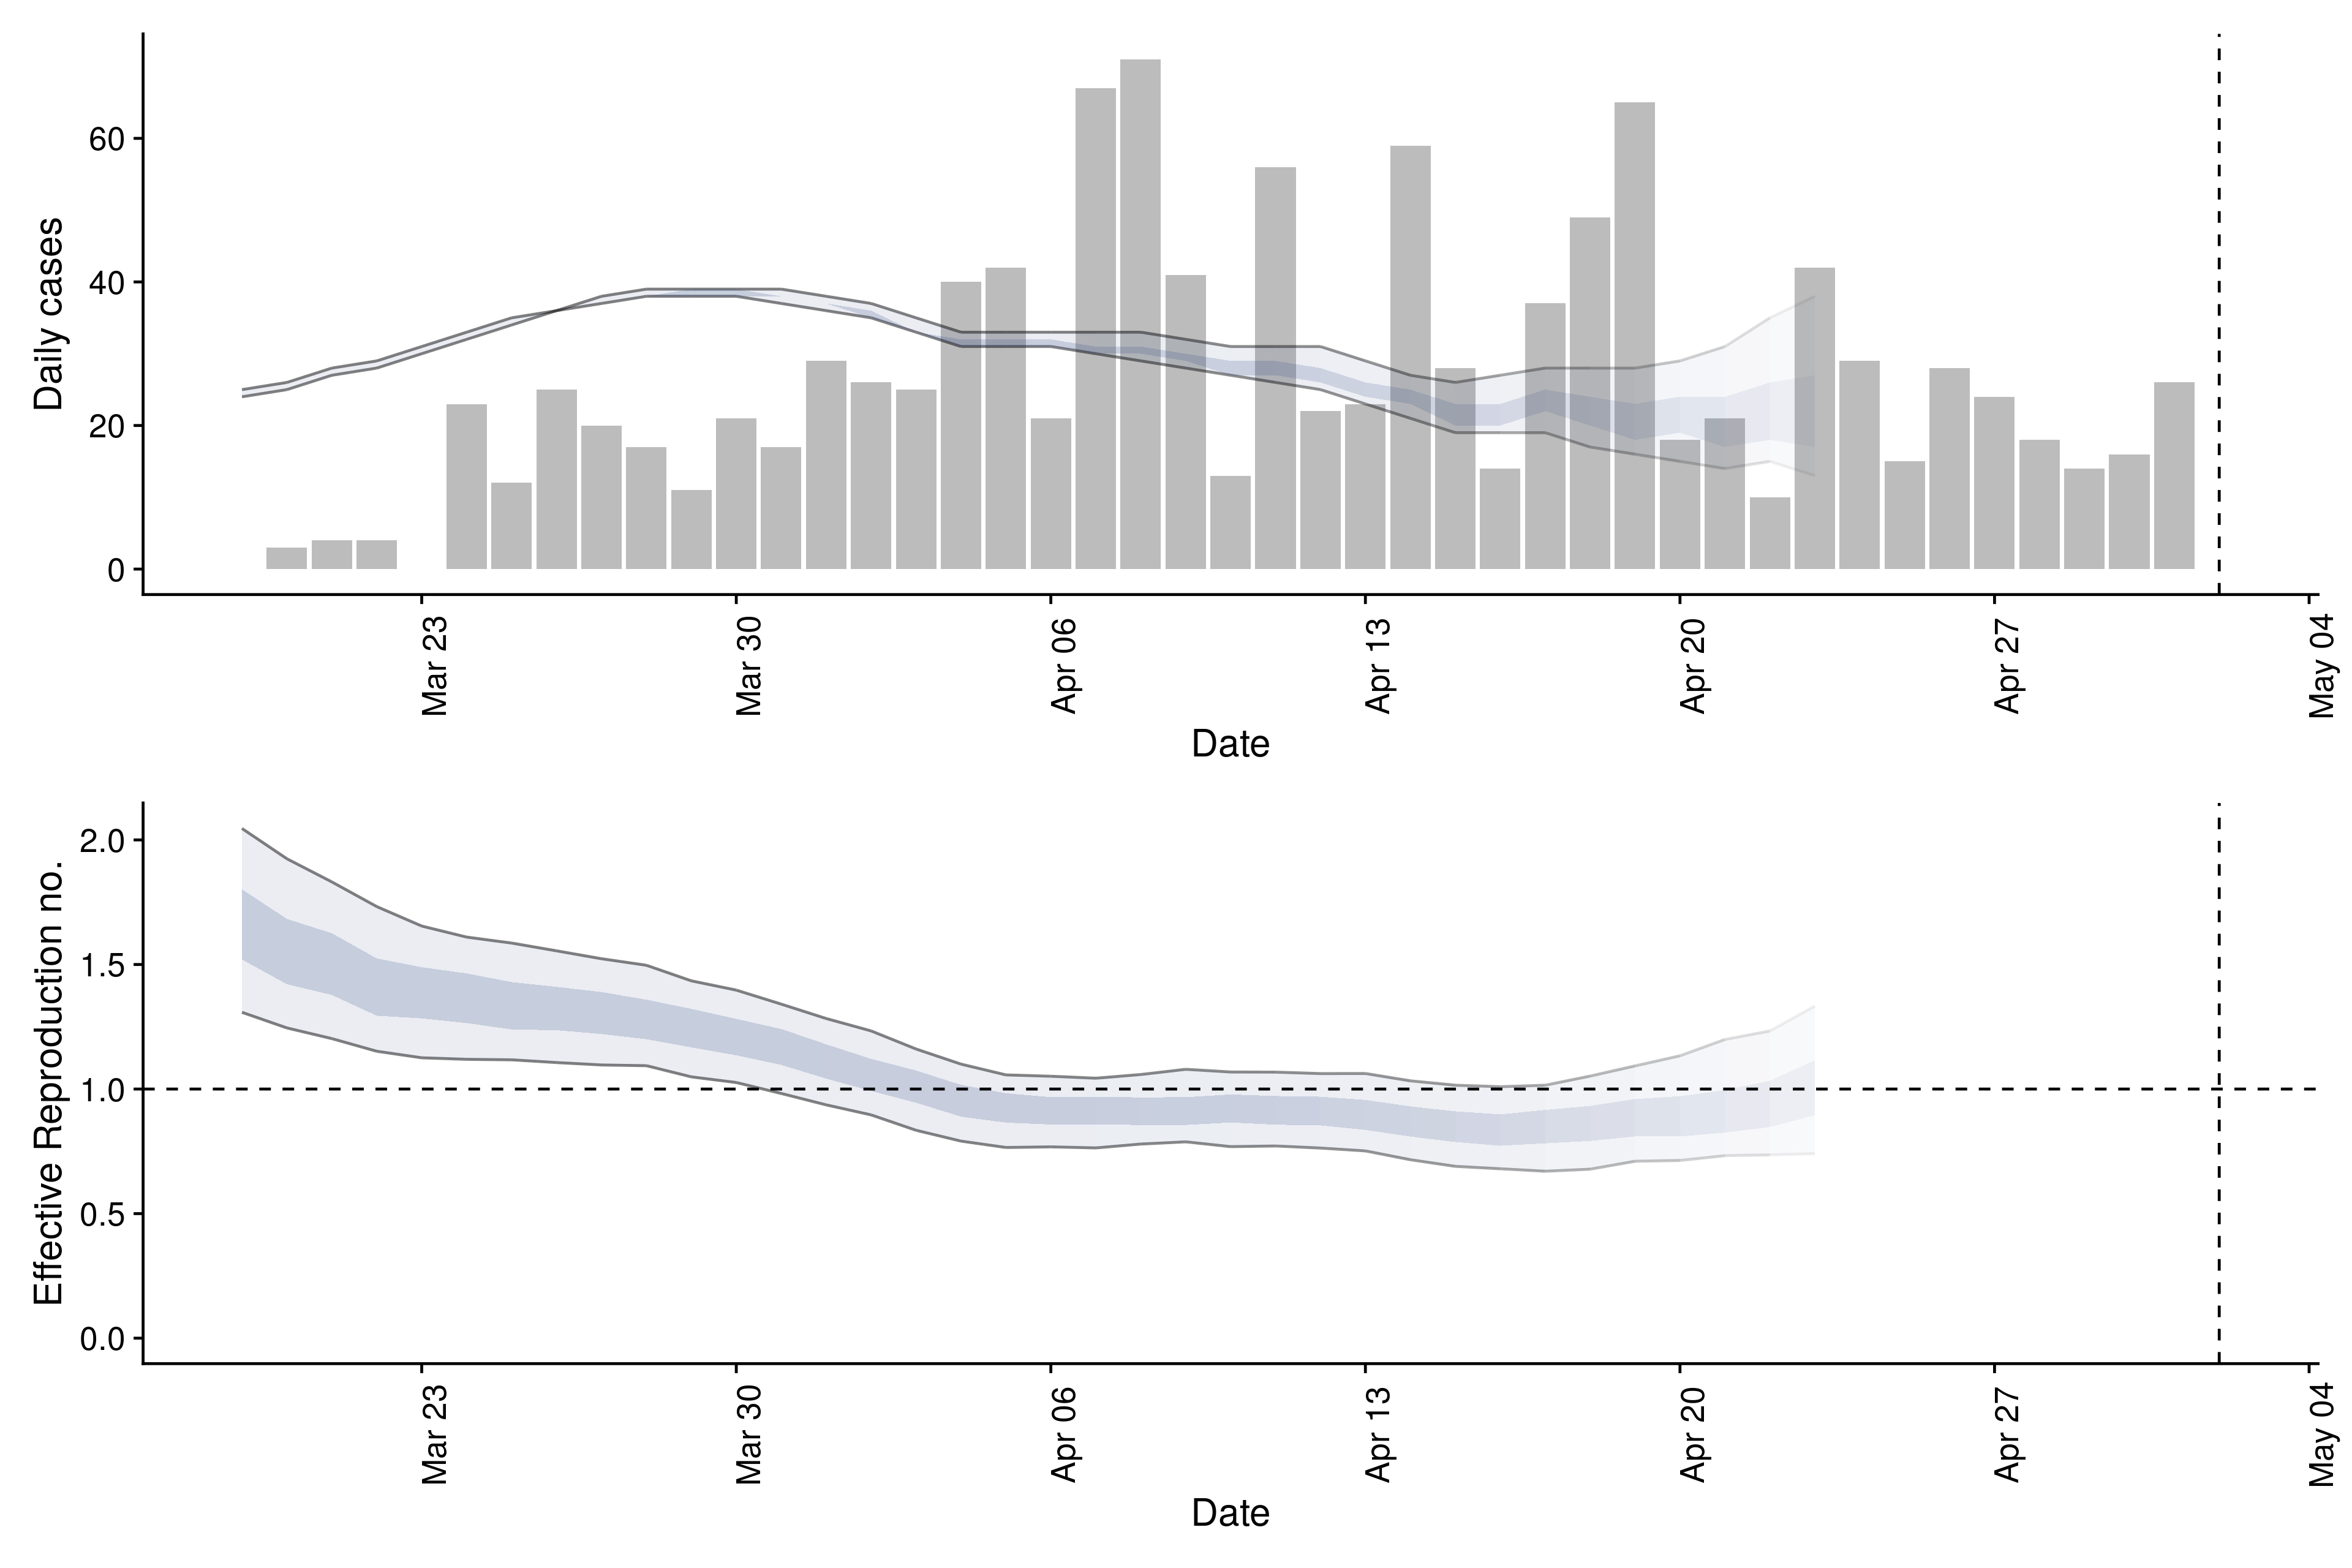 Daily cases
60
40
20
0
Mar 23
Mar 30
Apr 06
Apr 13
Apr 20
Apr 27
May 04
Date
Effective Reproduction no.
2.0
1.5
1.0
0.5
0.0
Mar 23
Mar 30
Apr 06
Apr 13
Apr 20
Apr 27
May 04
Date